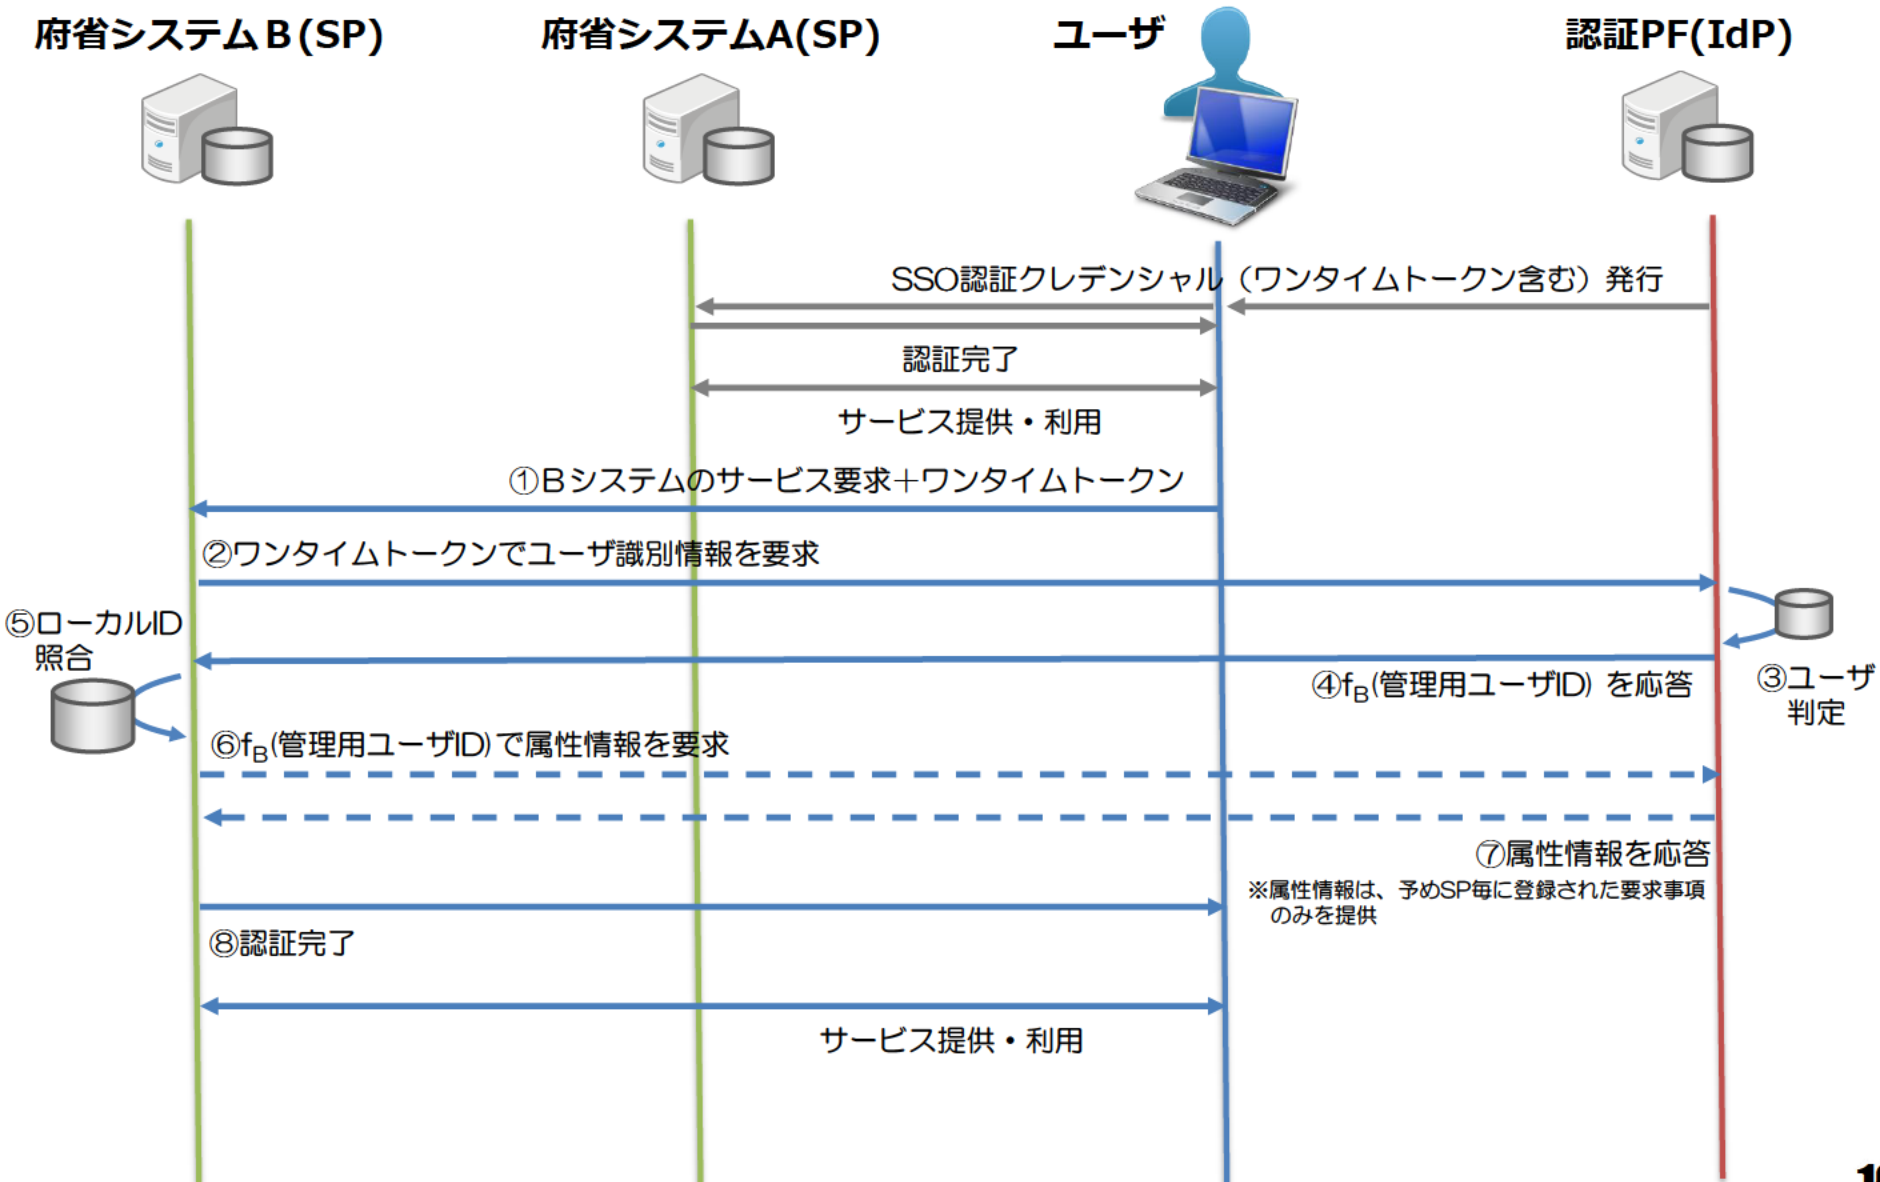 府省システムB(SP)
府省システムA(SP)
ユーザ
認証PF(IdP)
SSO認証クレデンシャル（ワンタイムトークン含む）発行
認証完了
サービス提供・利用
①Bシステムのサービス要求＋ワンタイムトークン
②ワンタイムトークンでユーザ識別情報を要求
③ユーザ
判定
④fB(管理用ユーザID) を応答
⑤ローカルID
照合
⑥fB(管理用ユーザID)で属性情報を要求
⑦属性情報を応答
※属性情報は、予めSP毎に登録された要求事項
のみを提供
⑧認証完了
サービス提供・利用